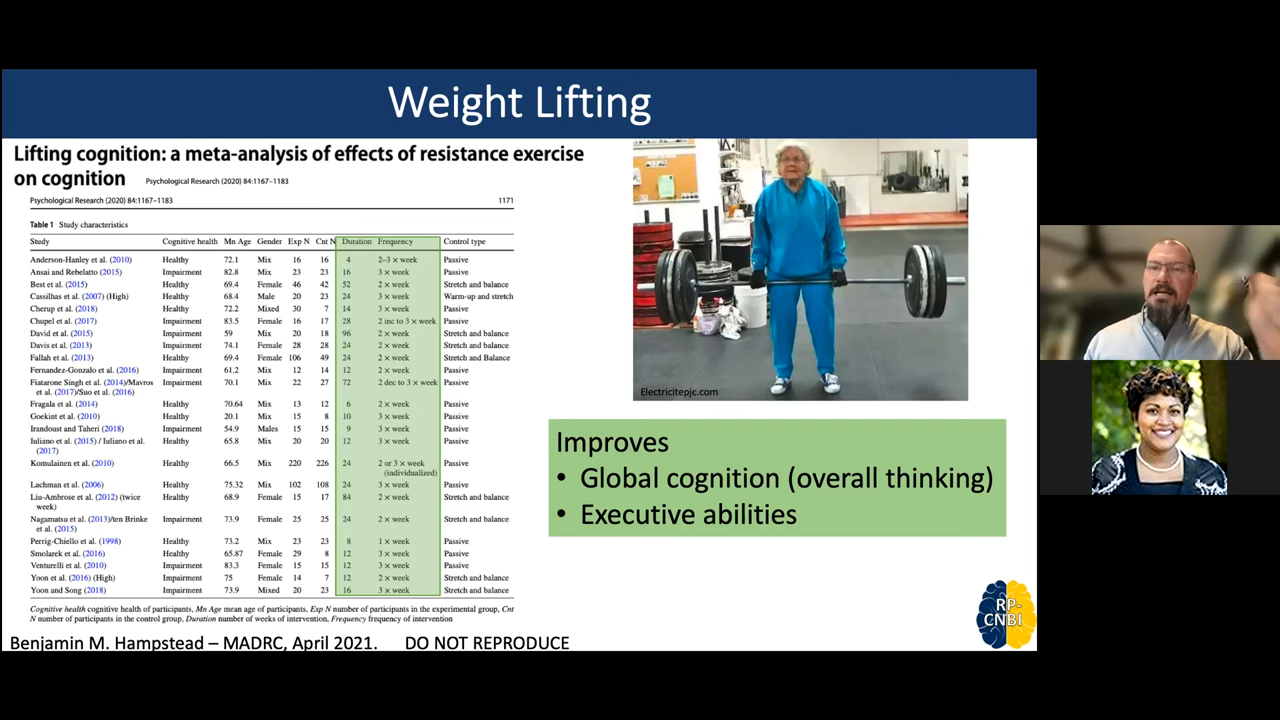 Weight Lifting
Lifting cognition: a meta-analysis of effects of resistance exercise
on cognition Psychological Research (2020) 84:1167–1183
Psychological Research (2020) 84:1167–1183 1171
Table 1 Study characteristics
Study Cognitive health Mn Age Gender Exp N Cnt N Duration Frequency Control type
Anderson-Hanley et al. (2010) Healthy 72.1 Mix 16 16 4 2–3 × week Passive
Ansai and Rebelatto (2015) Impairment 82.8 Mix 23 23 16 3 × week Passive
Best et al. (2015) Healthy 69.4 Female 46 42 52 2 × week Stretch and balance
Cassilhas et al. (2007) (High) Healthy 68.4 Male 20 23 24 3 × week Warm-up and stretch
Cherup et al. (2018) Healthy 72.2 Mixed 30 7 14 3 × week Passive
Chupel et al. (2017) Impairment 83.5 Female 16 17 28 2 inc to 3 × week Passive
David et al. (2015) Impairment 59 Mix 20 18 96 2 × week Stretch and balance
Davis et al. (2013) Impairment 74.1 Female 28 28 24 2 × week Stretch and balance
Fallah et al. (2013) Healthy 69.4 Female 106 49 24 2 × week Stretch and Balance
Fernandez-Gonzalo et al. (2016) Impairment 61.2 Mix 12 14 12 2 × week Passive
Fiatarone Singh et al. (2014)/Mavros Impairment 70.1 Mix 22 27 72 2 dec to 3 × week Passive
et al. (2017)/Suo et al. (2016)
Fragala et al. (2014) Healthy 70.64 Mix 13 12 6 2 × week Passive
Goekint et al. (2010) Healthy 20.1 Mix 15 8 10 3 × week Passive
Irandoust and Taheri (2018) Impairment 54.9 Males 15 15 9 3 × week Passive
Iuliano et al. (2015) / Iuliano et al. Healthy 65.8 Mix 20 20 12 3 × week Passive
(2017)
Komulainen et al. (2010) Healthy 66.5 Mix 220 226 24 2 or 3 × week Passive
(individualized)
Lachman et al. (2006) Healthy 75.32 Mix 102 108 24 3 × week Passive
Liu-Ambrose et al. (2012) (twice Healthy 68.9 Female 15 17 84 2 × week Stretch and balance
week)
Nagamatsu et al. (2013)/ten Brinke Impairment 73.9 Female 25 25 24 2 × week Stretch and balance
et al. (2015)
Perrig-Chiello et al. (1998) Healthy 73.2 Mix 23 23 8 1 × week Passive
Smolarek et al. (2016) Healthy 65.87 Female 29 8 12 3 × week Passive
Venturelli et al. (2010) Impairment 83.3 Female 15 15 12 3 × week Passive
Yoon et al. (2016) (High) Impairment 75 Female 14 7 12 2 × week Stretch and balance
Yoon and Song (2018) Impairment 73.9 Mixed 20 23 16 3 × week Stretch and balance
Cognitive health cognitive health of participants, Mn Age mean age of participants, Exp N number of participants in the experimental group, Cnt
N number of participants in the control group, Duration number of weeks of intervention, Frequency frequency of intervention
Electricitepjc.com
Improves
• Global cognition (overall thinking)
• Executive abilities
RP-
CNBI
Benjamin M. Hampstead – MADRC, April 2021. DO NOT REPRODUCE